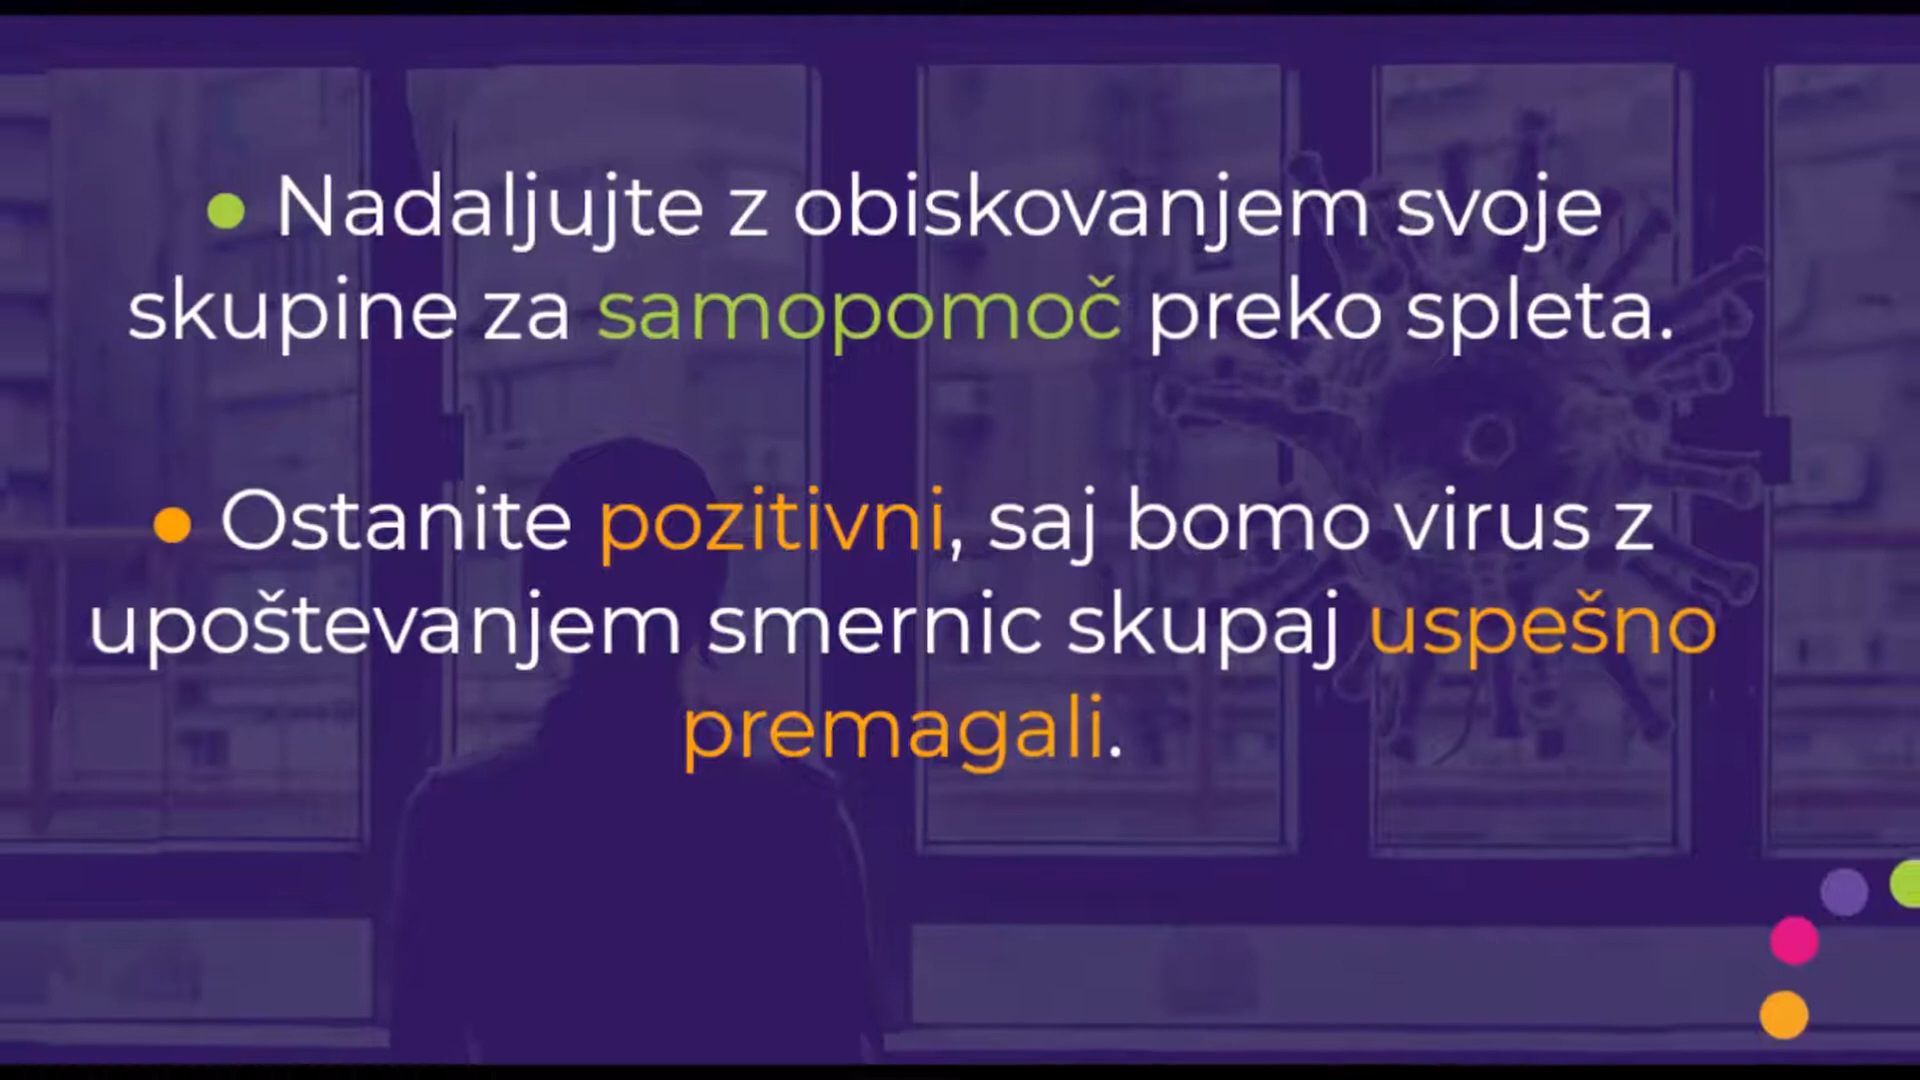 • Nadaljujte z obiskovanjem svoje
skupine za samopomoč preko spleta.
• Ostanite pozitivni, saj bomo virus z
upoštevanjem smernic skupaj uspešno
premagali.